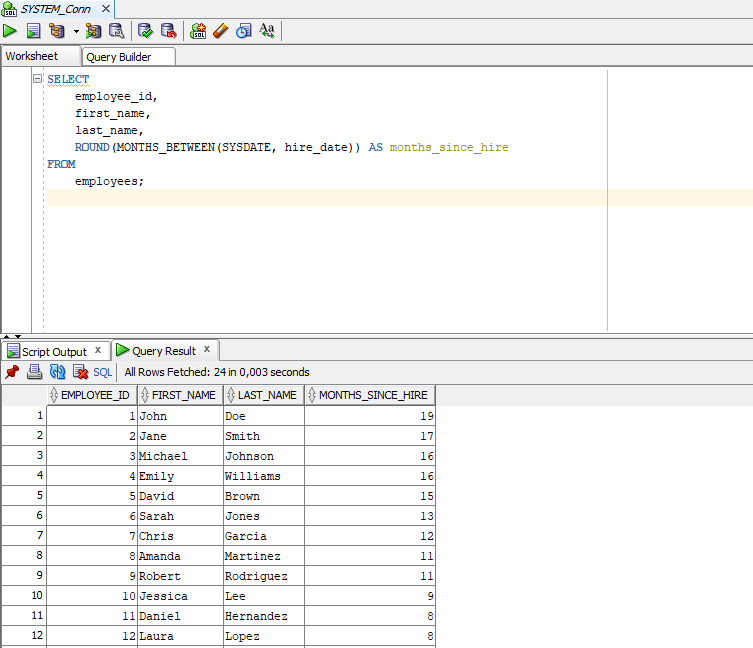 SYSTEM_Conn
Worksheet Query Builder
SELECT
employee_id,
first_name,
last_name,
ROUND(MONTHS_BETWEEN(SYSDATE, hire_date)) AS months_since_hire
FROM
employees;
Script Output x Query Result x
SQL All Rows Fetched: 24 in 0,003 seconds
EMPLOYEE_ID FIRST_NAME LAST_NAME MONTHS_SINCE_HIRE
1 1 John Doe 19
2 2 Jane Smith 17
3 3 Michael Johnson 16
4 4 Emily Williams 16
5 5 David Brown 15
6 6 Sarah Jones 13
7 7 Chris Garcia 12
8 8 Amanda Martinez 11
9 9 Robert Rodriguez 11
10 10 Jessica Lee 9
11 11 Daniel Hernandez 8
12 12 Laura Lopez 8